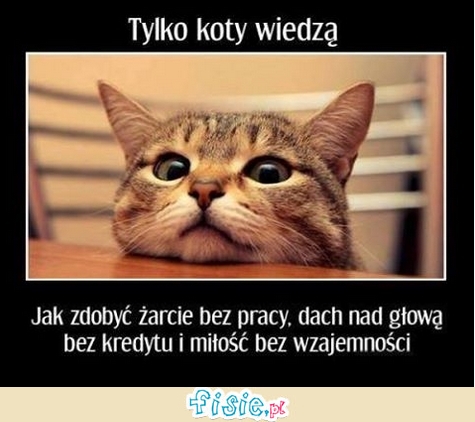 Tylko koty wiedzą
Jak zdobyć żarcie bez pracy, dach nad głową
bez kredytu i miłość bez wzajemności
fisie.pl